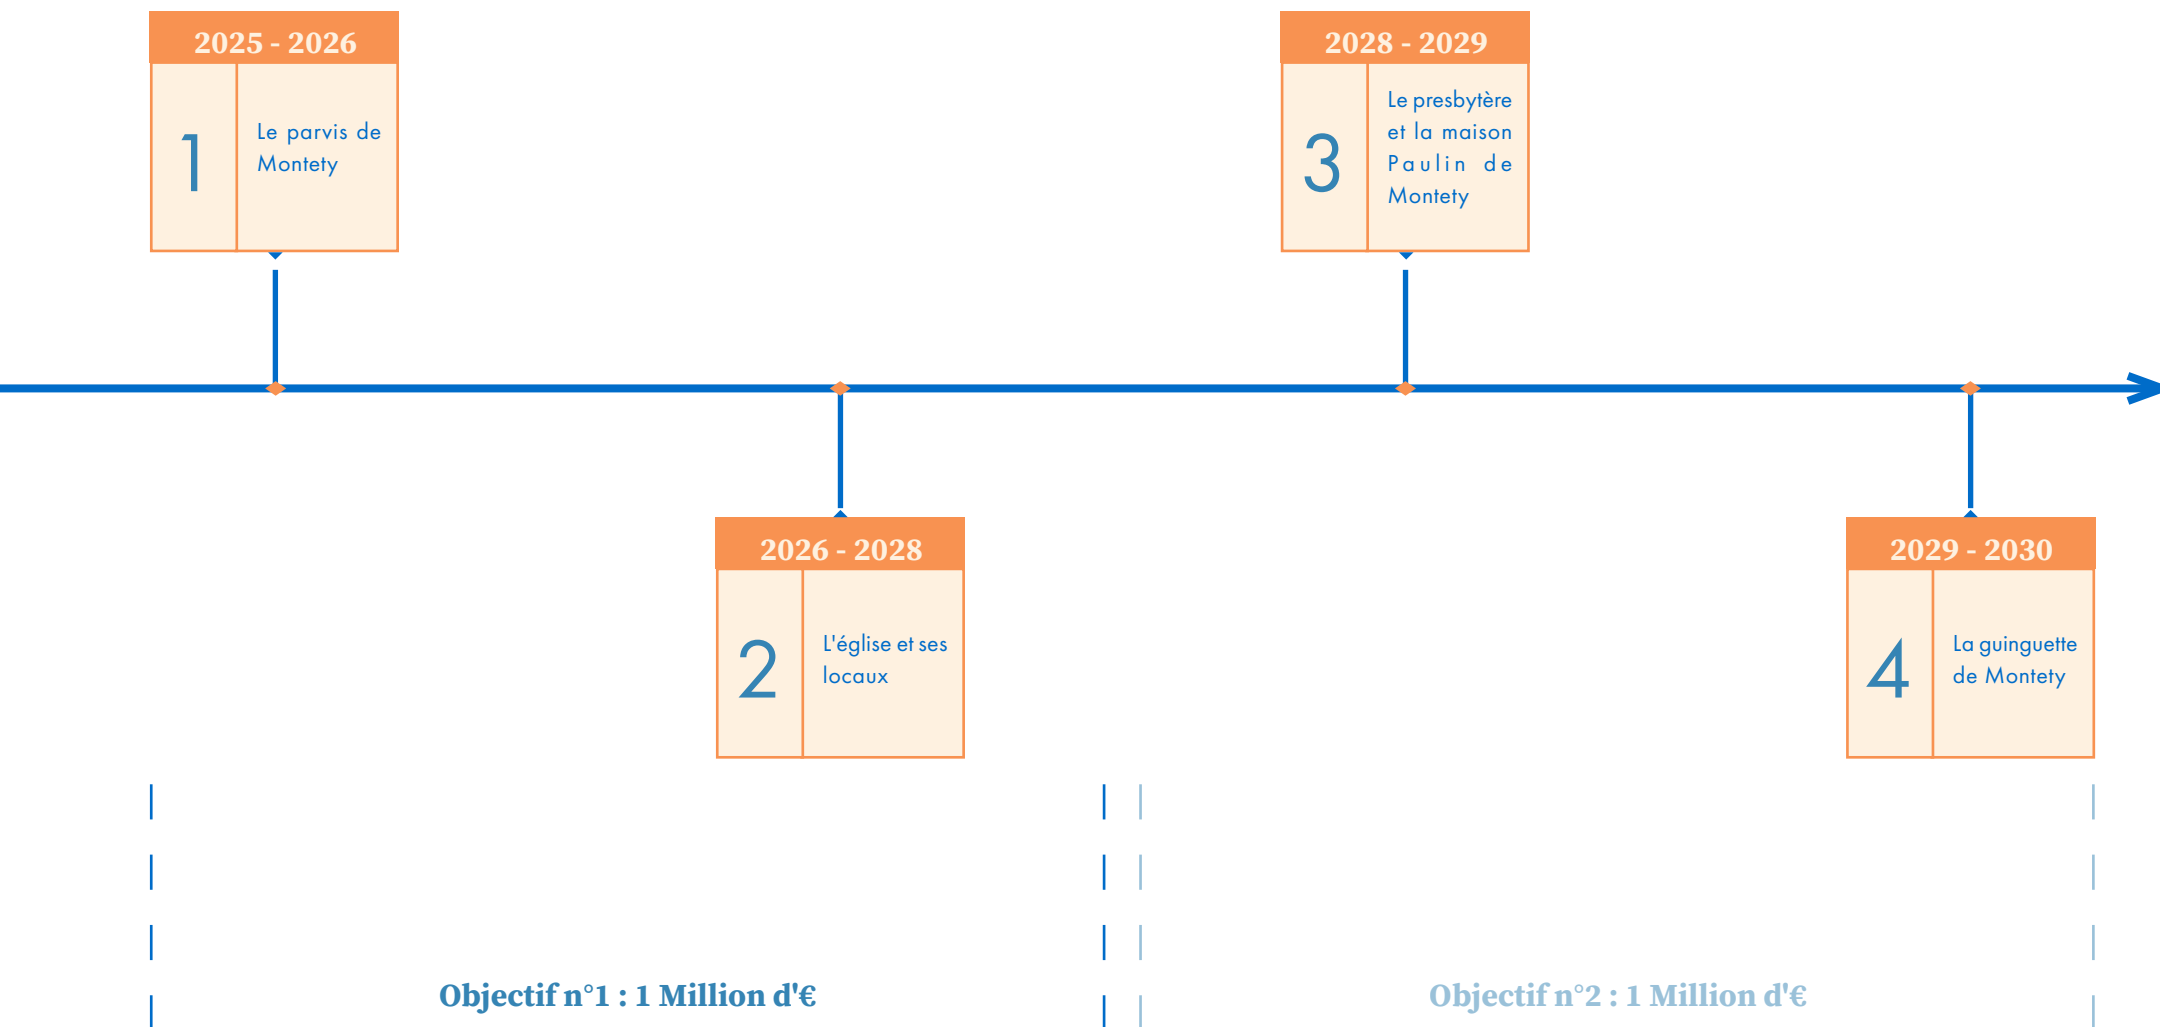 2025 - 2026
1
Le parvis de
Montety
2028 - 2029
3
Le presbytère
et la maison
Paulin de
Montety
2026 - 2028
2
L'église et ses
locaux
2029 - 2030
4
La guinguette
de Montety
Objectif n°1 : 1 Million d'€
Objectif n°2 : 1 Million d'€